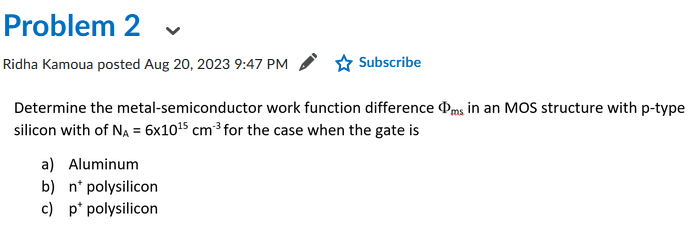 Problem 2
Ridha Kamoua posted Aug 20, 2023 9:47 PM Subscribe
Determine the metal-semiconductor work function difference Φms in an MOS structure with p-type
silicon with of NA = 6x10¹⁵ cm⁻³ for the case when the gate is
a) Aluminum
b) n⁺ polysilicon
c) p⁺ polysilicon